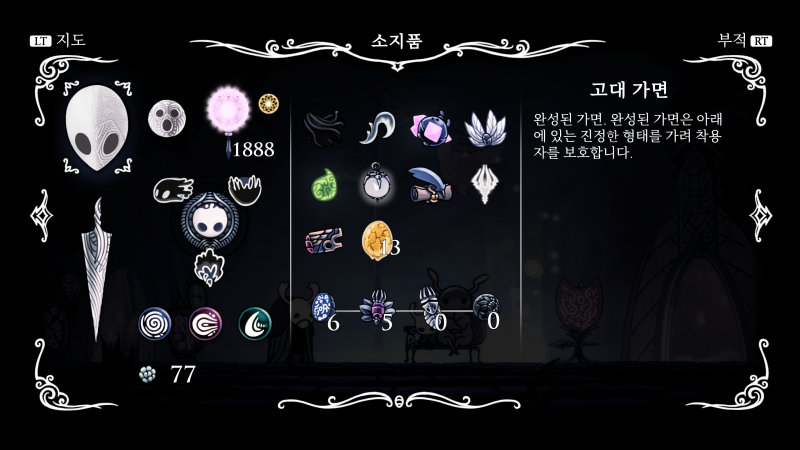 LT 지도
소지품
부적 RT
고대 가면
완성된 가면. 완성된 가면은 아래
에 있는 진정한 형태를 가려 착용
자를 보호합니다.
1888
13
6
5
0
0
77